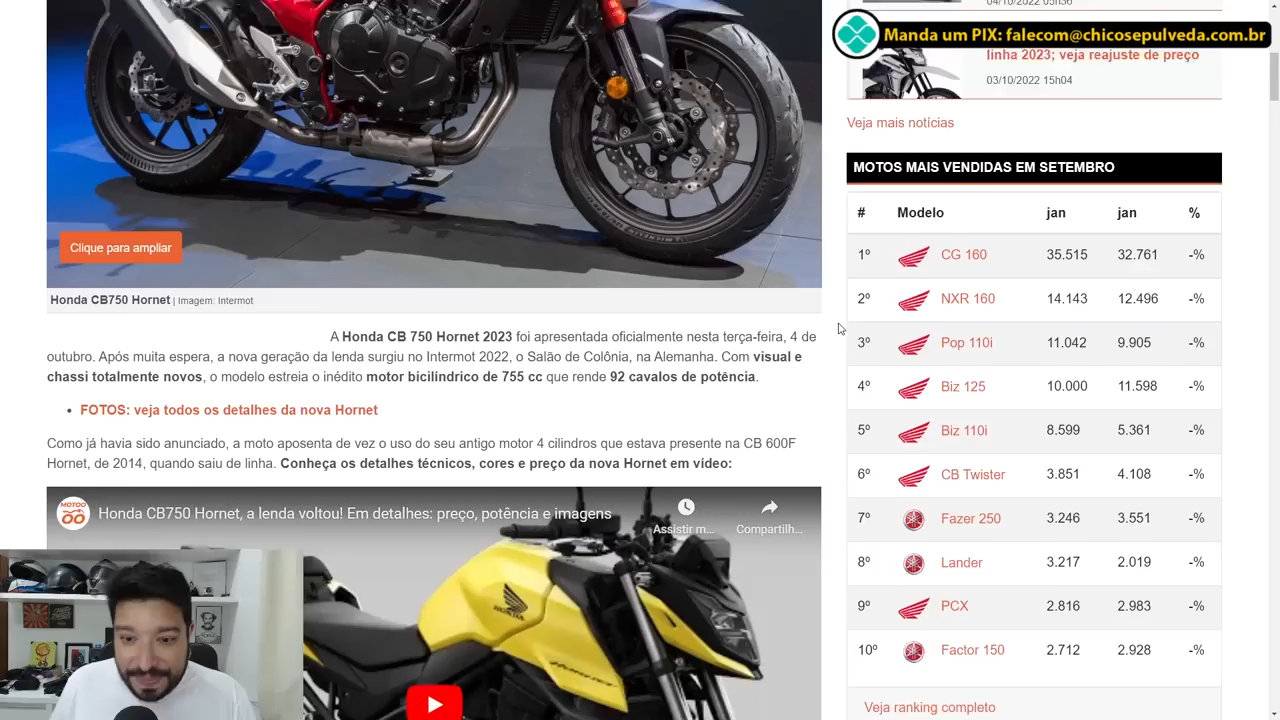 04/10/2022 05h36
Manda um PIX: falecom@chicosepulveda.com.br
linha 2023; veja reajuste de preço
03/10/2022 15h04
Veja mais notícias
MOTOS MAIS VENDIDAS EM SETEMBRO
# Modelo jan jan %
1º CG 160 35.515 32.761 -%
2º NXR 160 14.143 12.496 -%
3º Pop 110i 11.042 9.905 -%
4º Biz 125 10.000 11.598 -%
5º Biz 110i 8.599 5.361 -%
6º CB Twister 3.851 4.108 -%
7º Fazer 250 3.246 3.551 -%
8º Lander 3.217 2.019 -%
9º PCX 2.816 2.983 -%
10º Factor 150 2.712 2.928 -%
Veja ranking completo
Clique para ampliar
Honda CB750 Hornet | Imagem: Intermot
A Honda CB 750 Hornet 2023 foi apresentada oficialmente nesta terça-feira, 4 de
outubro. Após muita espera, a nova geração da lenda surgiu no Intermot 2022, o Salão de Colônia, na Alemanha. Com visual e
chassi totalmente novos, o modelo estreia o inédito motor bicilíndrico de 755 cc que rende 92 cavalos de potência.
• FOTOS: veja todos os detalhes da nova Hornet
Como já havia sido anunciado, a moto aposenta de vez o uso do seu antigo motor 4 cilindros que estava presente na CB 600F
Hornet, de 2014, quando saiu de linha. Conheça os detalhes técnicos, cores e preço da nova Hornet em vídeo:
MOTOO
Honda CB750 Hornet, a lenda voltou! Em detalhes: preço, potência e imagens
Assistir m...
Compartilh...
HONDA